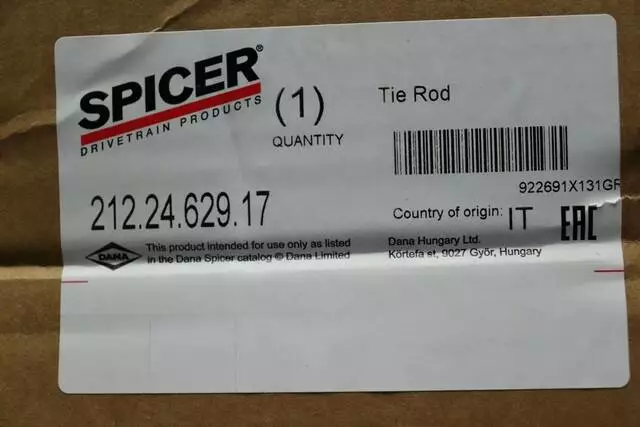 SPICER®
DRIVETRAIN PRODUCTS
(1)
QUANTITY
Tie Rod
922691X131GF
212.24.629.17
Country of origin: IT
EAC
DANA
This product intended for use only as listed
in the Dana Spicer catalog © Dana Limited
Dana Hungary Ltd.
Körtefa st, 9027 Győr, Hungary